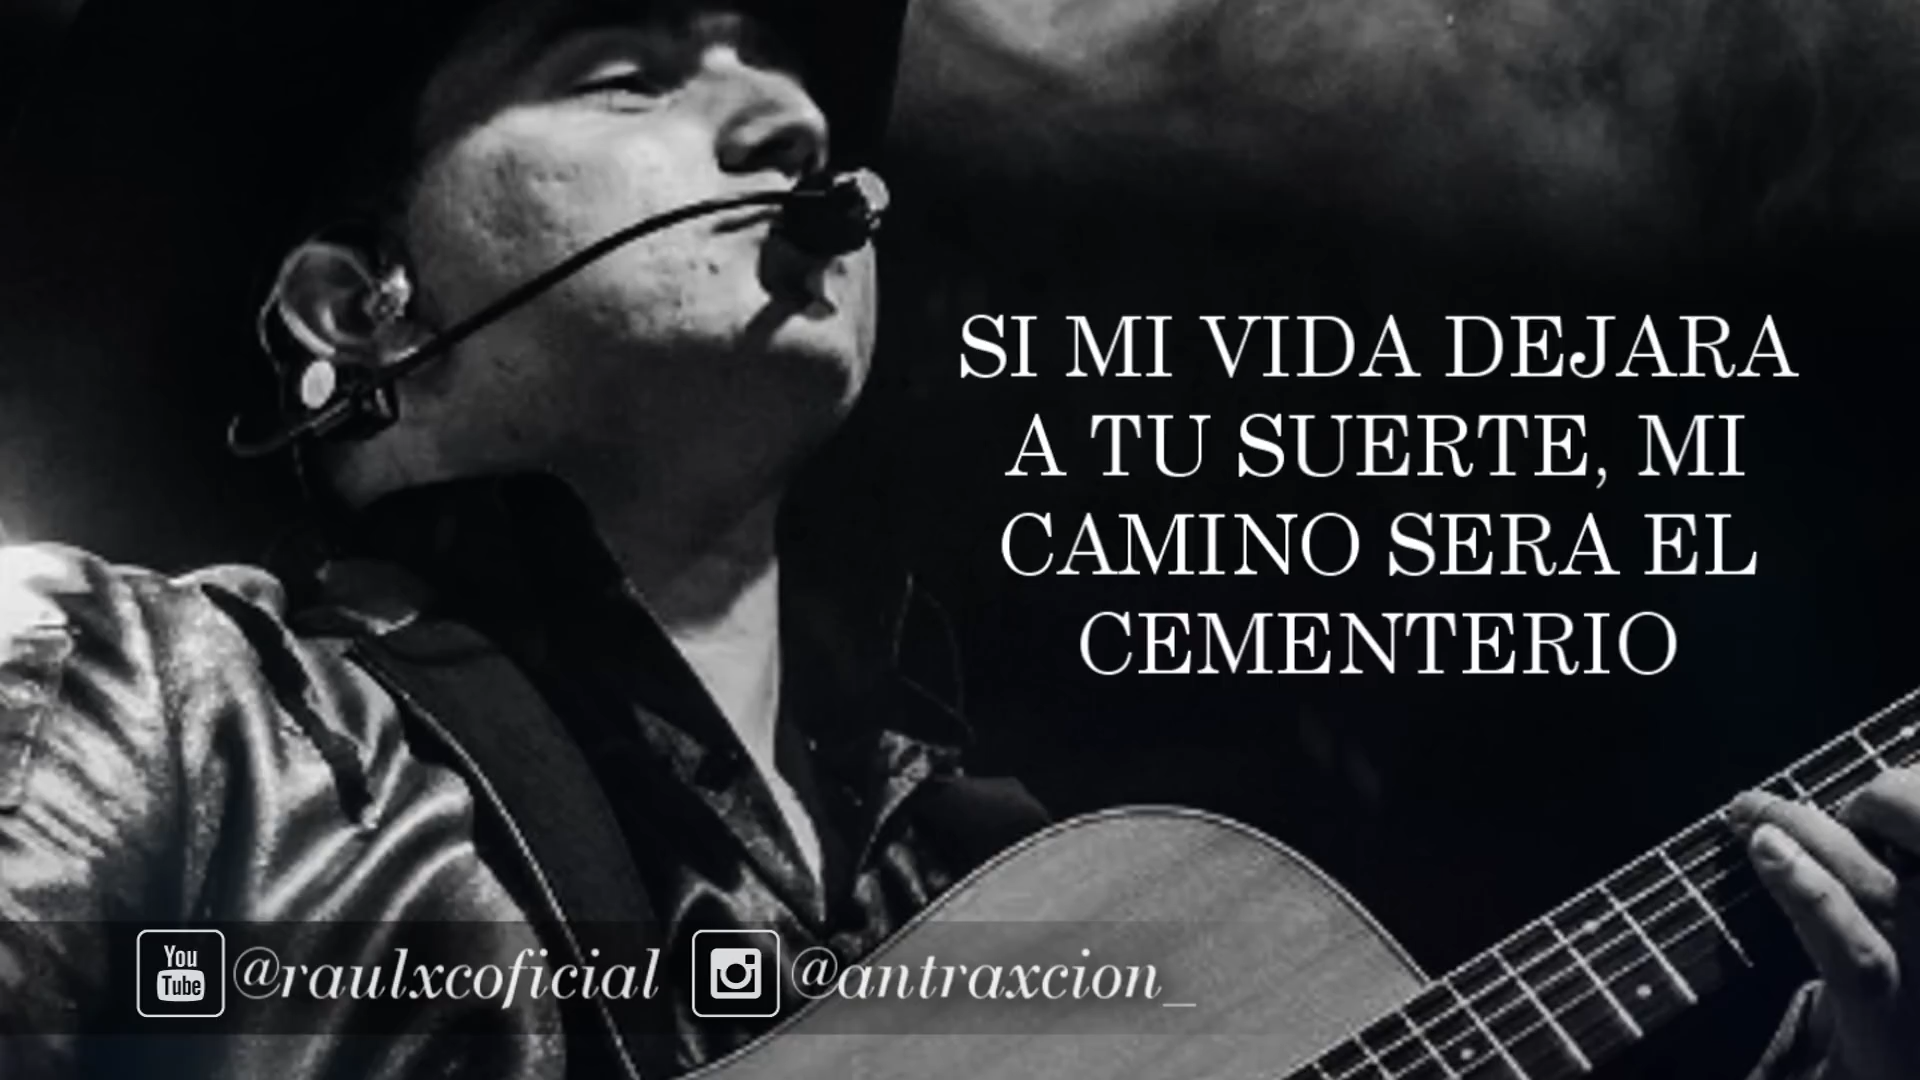 SI MI VIDA DEJARA
A TU SUERTE, MI
CAMINO SERA EL
CEMENTERIO
You Tube @raulxcoficial @antraxcion_